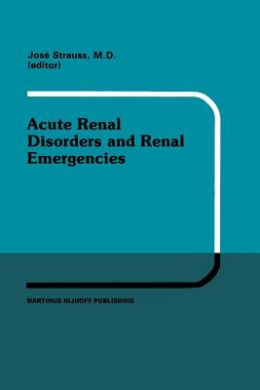 José Strauss, M.D.
(editor)
Acute Renal
Disorders and Renal
Emergencies
MARTINUS NIJHOFF PUBLISHING